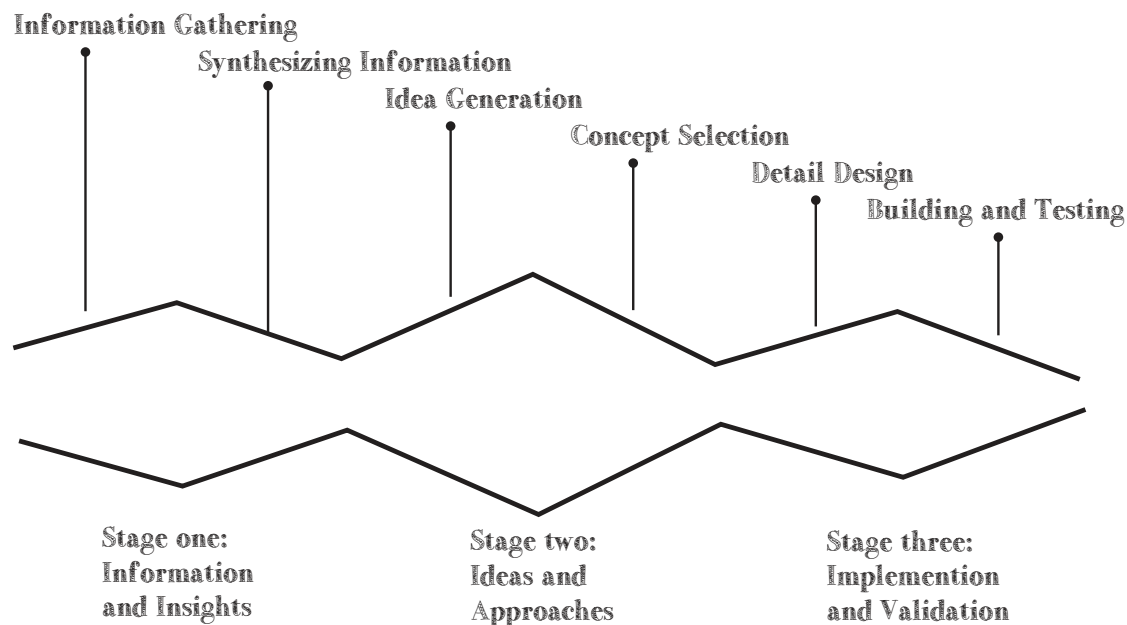 Information Gathering
Synthesizing Information
Idea Generation
Concept Selection
Detail Design
Building and Testing
Stage one:
Information
and Insights
Stage two:
Ideas and
Approaches
Stage three:
Implemention
and Validation